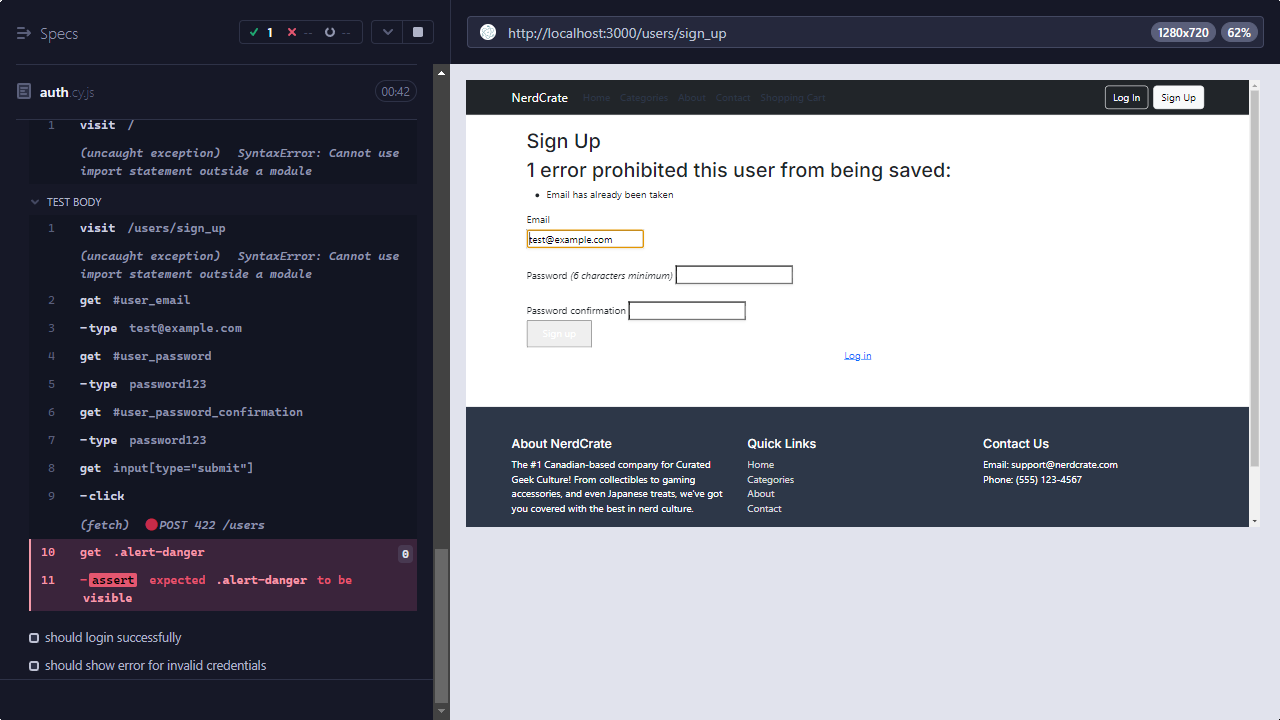 Specs
1
--
--
auth.cy.js
00:42
1 visit /
(uncaught exception) SyntaxError: Cannot use
import statement outside a module
TEST BODY
1 visit /users/sign_up
(uncaught exception) SyntaxError: Cannot use
import statement outside a module
2 get #user_email
3 -type test@example.com
4 get #user_password
5 -type password123
6 get #user_password_confirmation
7 -type password123
8 get input[type="submit"]
9 -click
(fetch) POST 422 /users
10 get .alert-danger 0
11 -assert expected .alert-danger to be
visible
should login successfully
should show error for invalid credentials
http://localhost:3000/users/sign_up
1280x720
62%
NerdCrate Home Categories About Contact Shopping Cart Log In Sign Up
Sign Up
1 error prohibited this user from being saved:
• Email has already been taken
Email
test@example.com
Password (6 characters minimum)
Password confirmation
Sign up
Log in
About NerdCrate
The #1 Canadian-based company for Curated
Geek Culture! From collectibles to gaming
accessories, and even Japanese treats, we've got
you covered with the best in nerd culture.
Quick Links
Home
Categories
About
Contact
Contact Us
Email: support@nerdcrate.com
Phone: (555) 123-4567